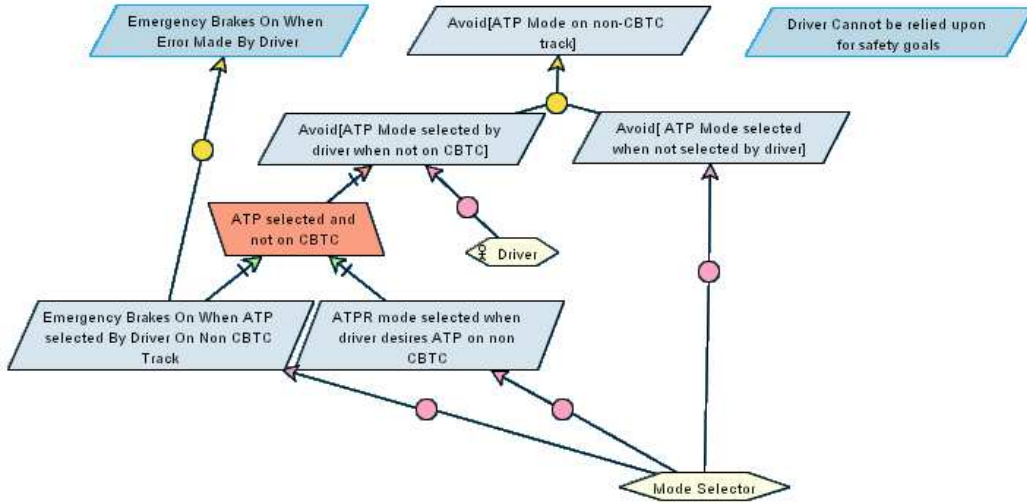 Emergency Brakes On When
Error Made By Driver
Avoid[ATP Mode on non-CBTC
track]
Driver Cannot be relied upon
for safety goals
Avoid[ATP Mode selected by
driver when not on CBTC]
Avoid[ ATP Mode selected
when not selected by driver]
ATP selected and
not on CBTC
Driver
Emergency Brakes On When ATP
selected By Driver On Non CBTC
Track
ATPR mode selected when
driver desires ATP on non
CBTC
Mode Selector